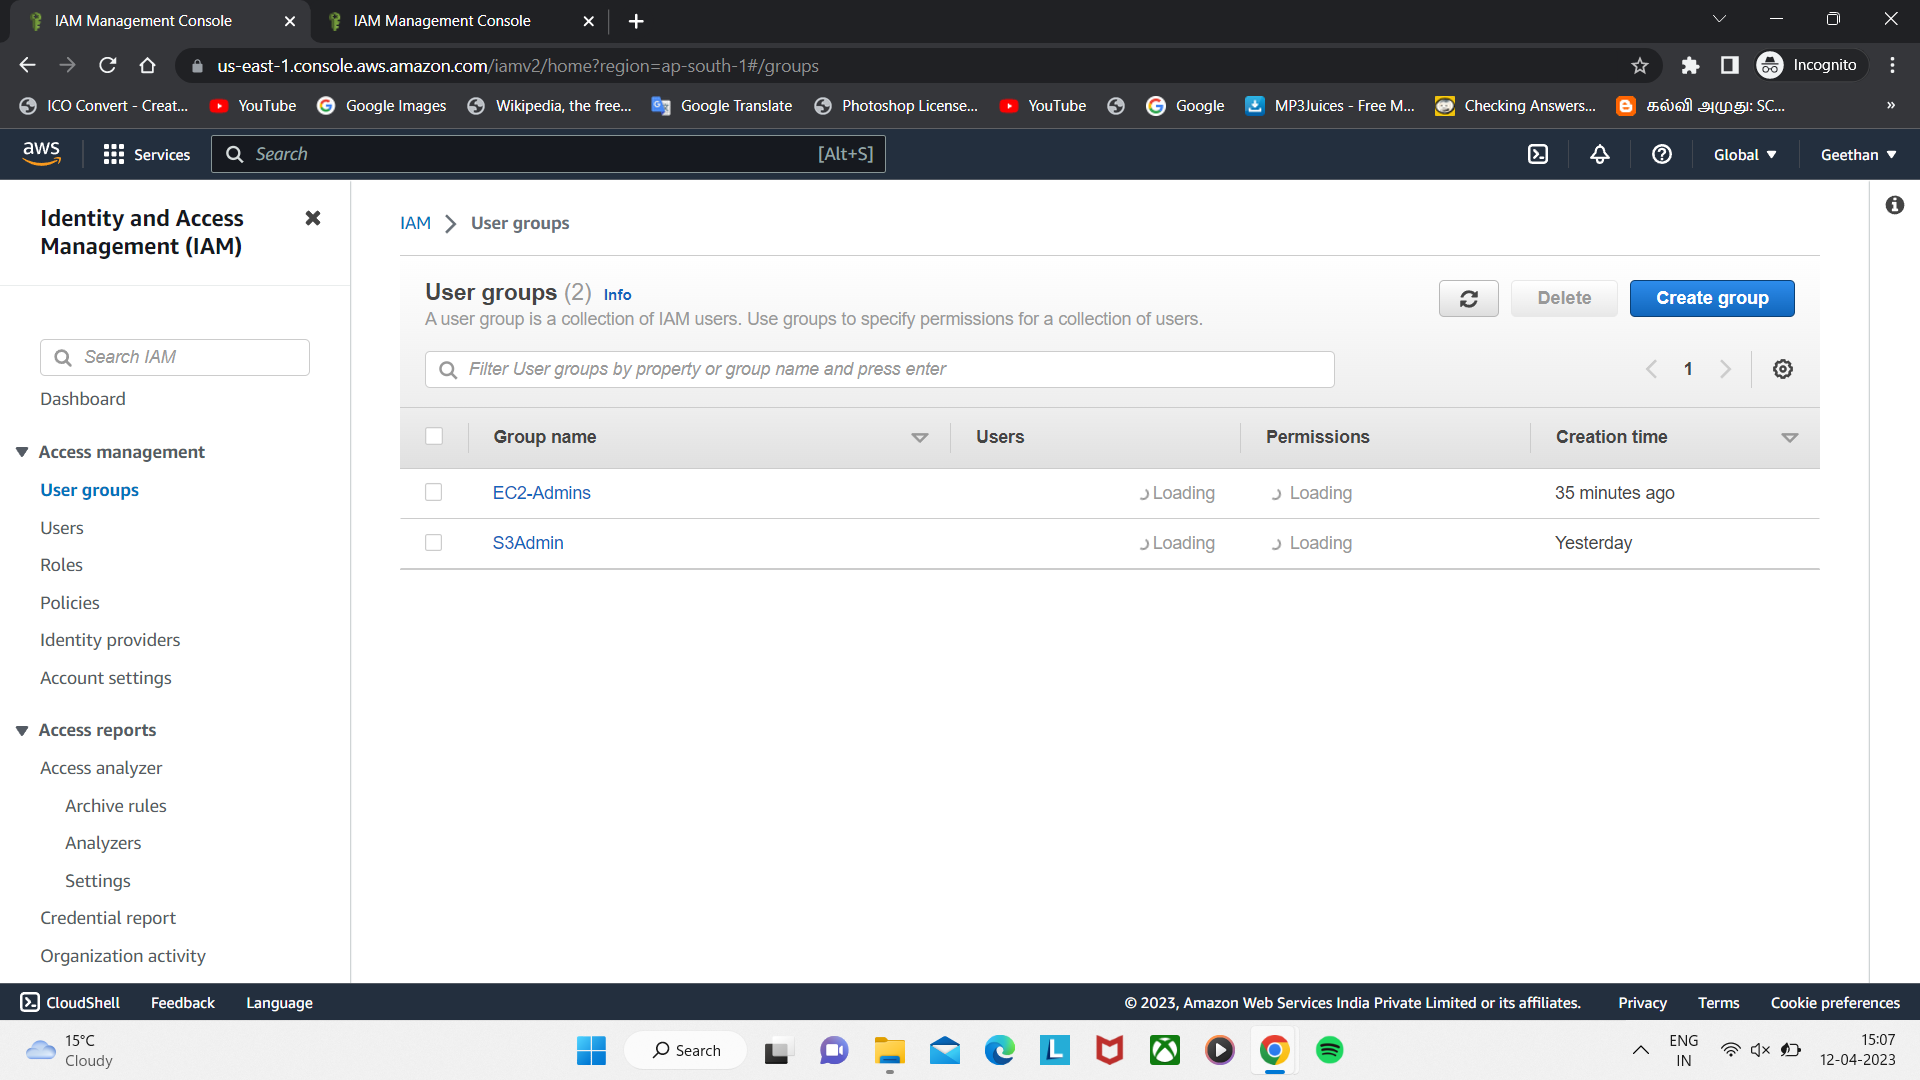 IAM Management Console
IAM Management Console
us-east-1.console.aws.amazon.com/iamv2/home?region=ap-south-1#/groups
Incognito
ICO Convert - Creat...
YouTube
Google Images
Wikipedia, the free...
Google Translate
Photoshop License...
YouTube
Google
MP3Juices - Free M...
Checking Answers...
கல்வி அமுது: SC...
»
aws
Services
Search
[Alt+S]
Global
Geethan
Identity and Access
Management (IAM)
Search IAM
Dashboard
Access management
User groups
Users
Roles
Policies
Identity providers
Account settings
Access reports
Access analyzer
Archive rules
Analyzers
Settings
Credential report
Organization activity
IAM > User groups
User groups (2) Info
A user group is a collection of IAM users. Use groups to specify permissions for a collection of users.
Delete
Create group
Filter User groups by property or group name and press enter
1
Group name Users Permissions Creation time
EC2-Admins Loading Loading 35 minutes ago
S3Admin Loading Loading Yesterday
CloudShell Feedback Language
© 2023, Amazon Web Services India Private Limited or its affiliates. Privacy Terms Cookie preferences
15°C
Cloudy
Search
L
ENG
IN
15:07
12-04-2023